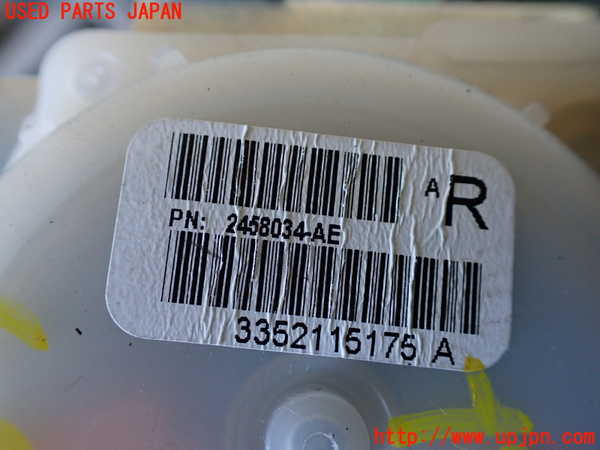 USED PARTS JAPAN
A R
PN: 2458034-AE
3352115175 A
http://www.upjpn.com/